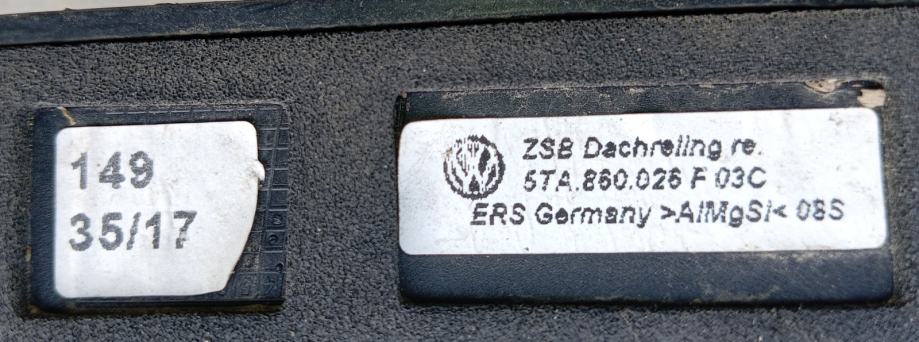 149
35/17
ZSB Dachreling re.
5TA.860.026 F 03C
ERS Germany >AlMgSi< 08S